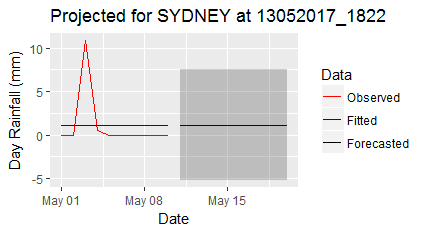 Projected for SYDNEY at 13052017_1822
Day Rainfall (mm)
10
5
0
-5
May 01
May 08
May 15
Date
Data
Observed
Fitted
Forecasted